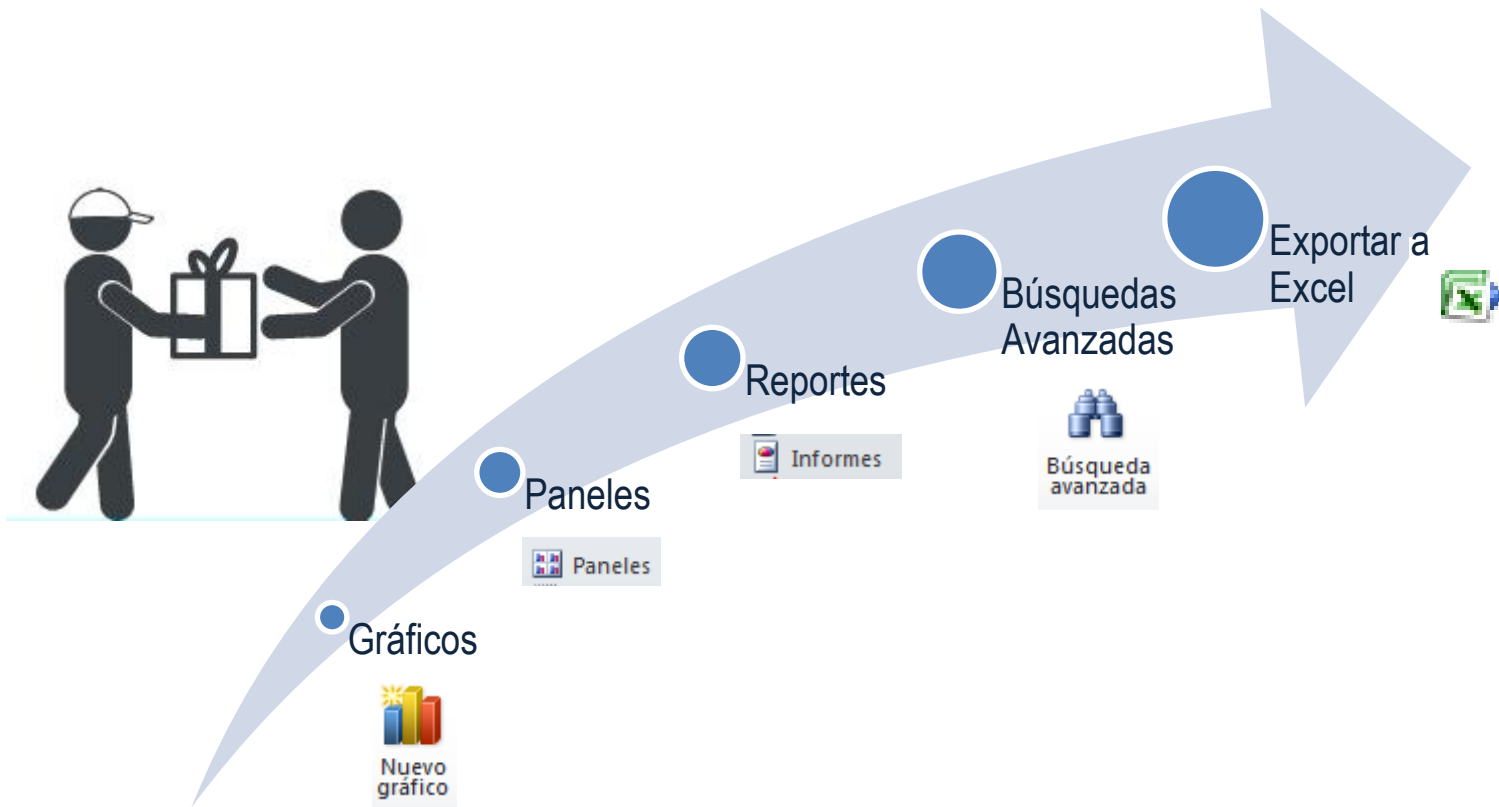 Exportar a
Excel
Búsquedas
Avanzadas
Búsqueda
avanzada
Reportes
Informes
Paneles
Paneles
Gráficos
Nuevo
gráfico